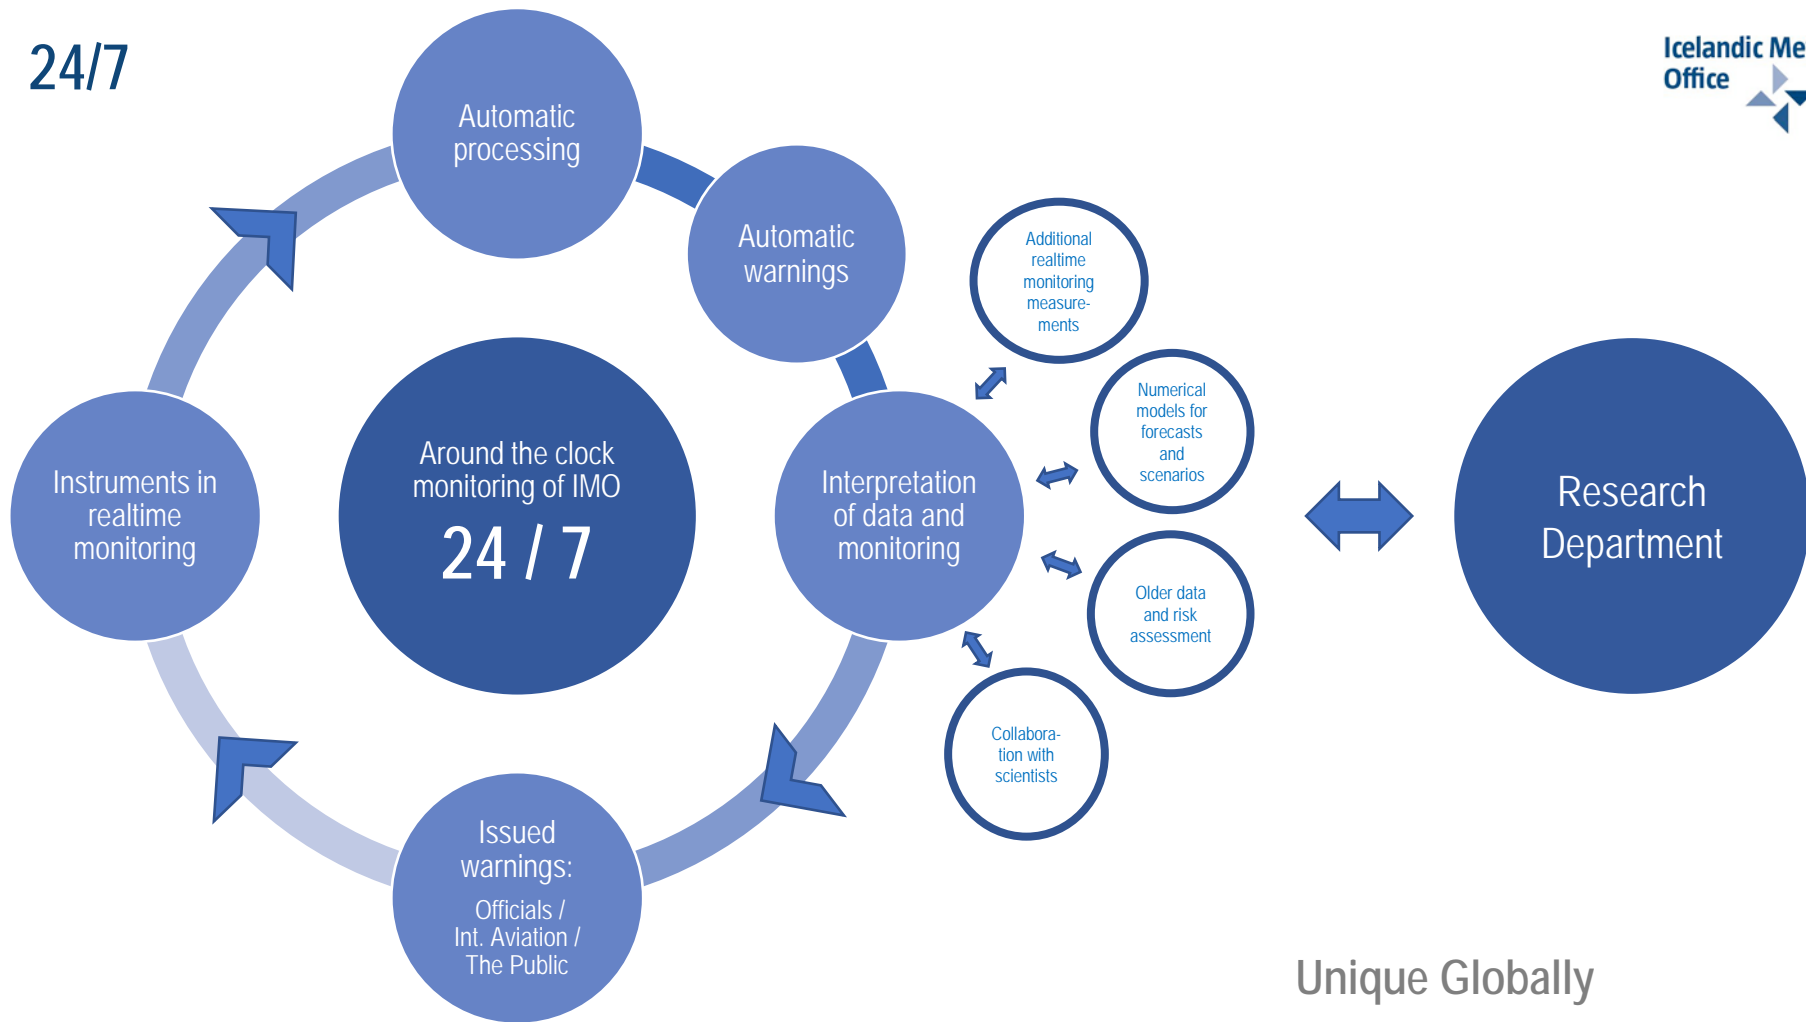 24/7
Icelandic Me
Office
Automatic
processing
Automatic
warnings
Additional
realtime
monitoring
measure-
ments
Numerical
models for
forecasts
and
scenarios
Around the clock
monitoring of IMO
24 / 7
Instruments in
realtime
monitoring
Interpretation
of data and
monitoring
Research
Department
Older data
and risk
assessment
Collabora-
tion with
scientists
Issued
warnings:
Officials /
Int. Aviation /
The Public
Unique Globally